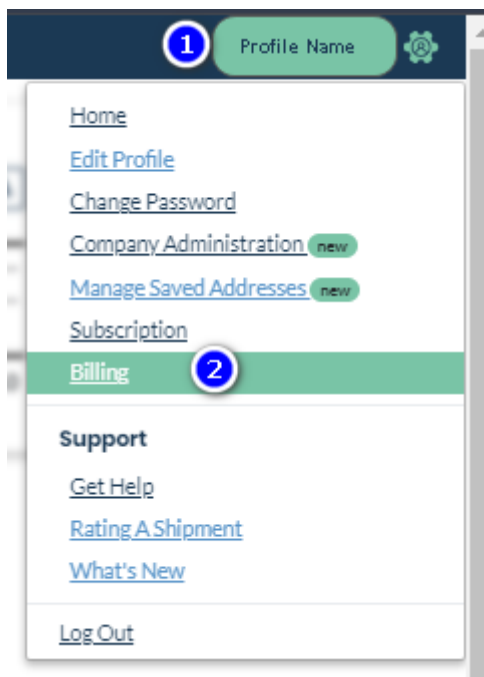 1 Profile Name
Home
Edit Profile
Change Password
Company Administration new
Manage Saved Addresses new
Subscription
Billing 2
Support
Get Help
Rating A Shipment
What's New
Log Out